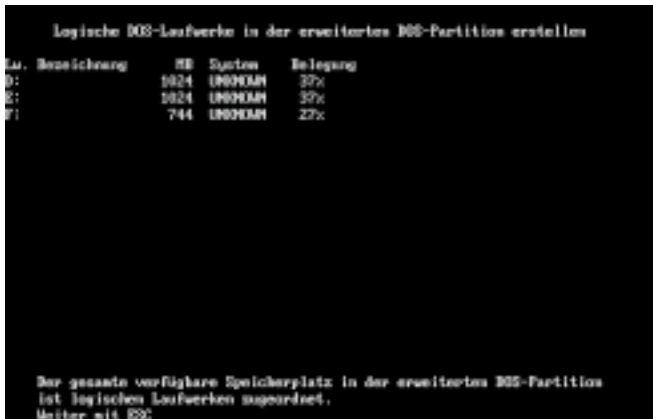 Logische DOS-Laufwerke in der erweiterten DOS-Partition erstellen
Lw. Bezeichnung MB System Belegung
D: 1024 UNKNOWN 37%
E: 1024 UNKNOWN 37%
F: 744 UNKNOWN 27%
Der gesamte verfügbare Speicherplatz in der erweiterten DOS-Partition
ist logischen Laufwerken zugeordnet.
Weiter mit ESC